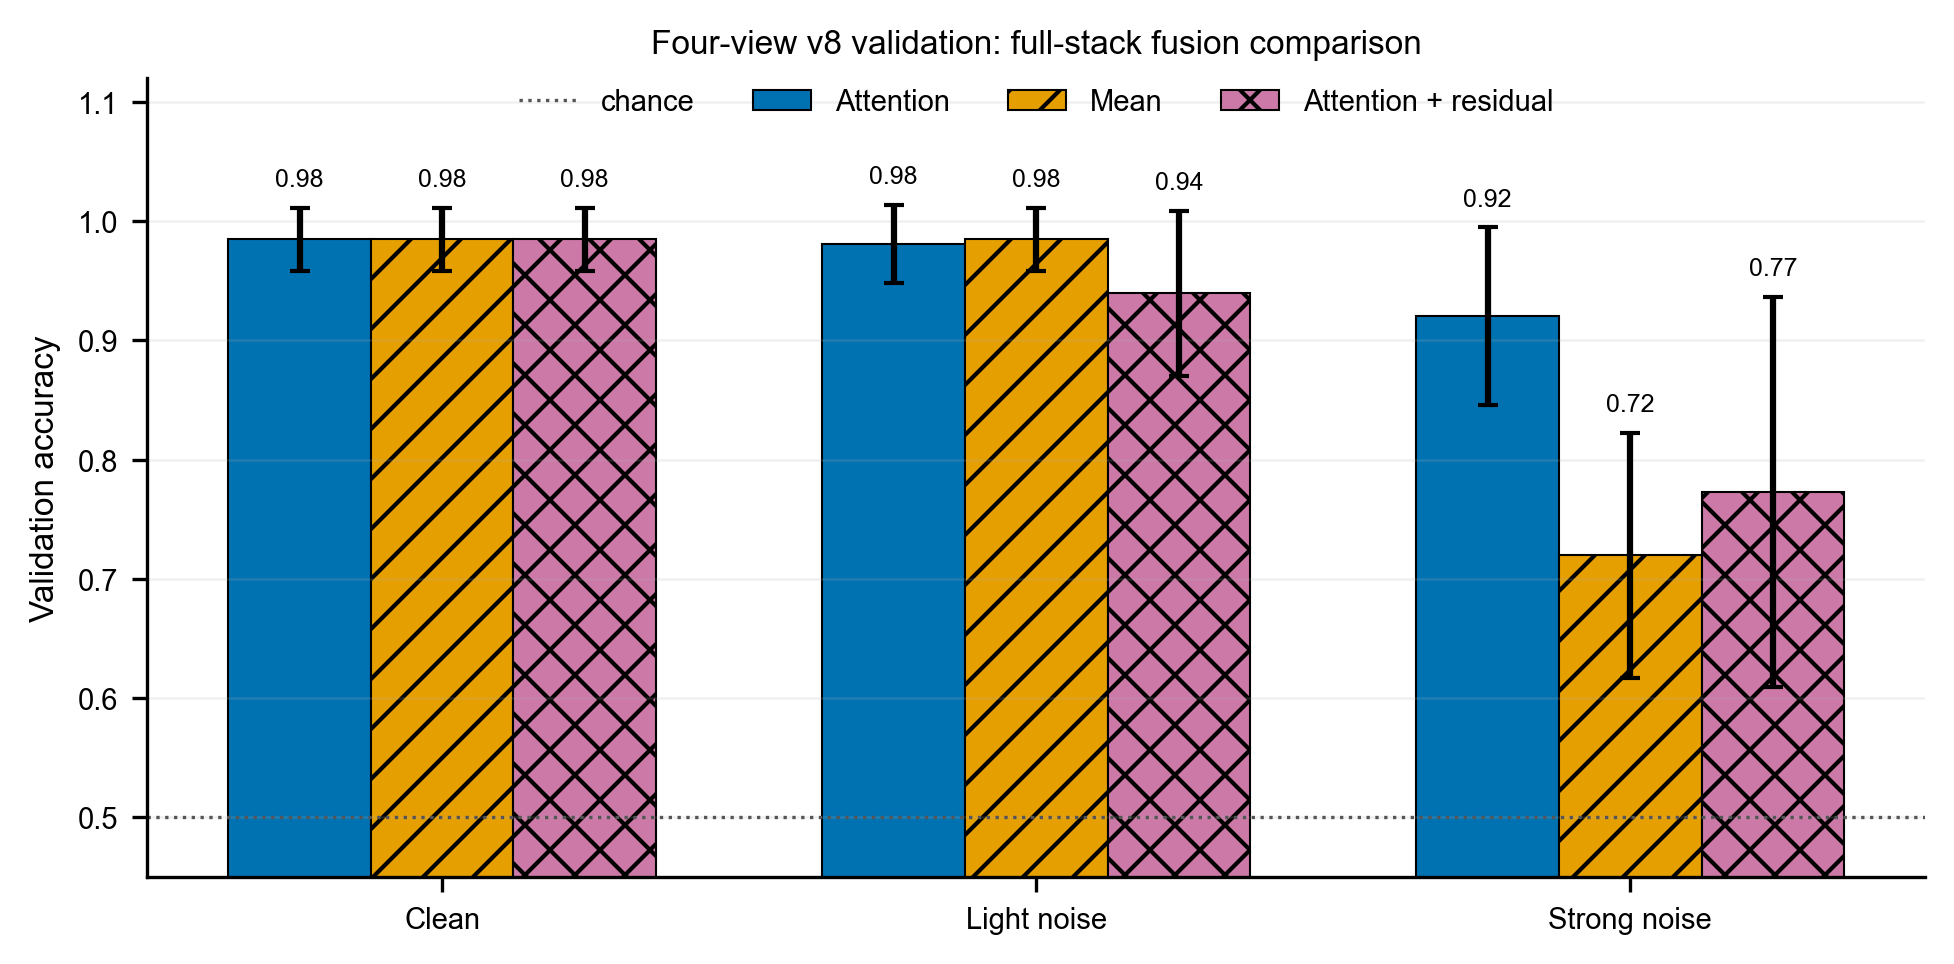 Four-view v8 validation: full-stack fusion comparison
chance Attention Mean Attention + residual
Validation accuracy
1.1
1.0
0.9
0.8
0.7
0.6
0.5
0.98 0.98 0.98
0.98 0.98 0.94
0.92 0.72 0.77
Clean Light noise Strong noise